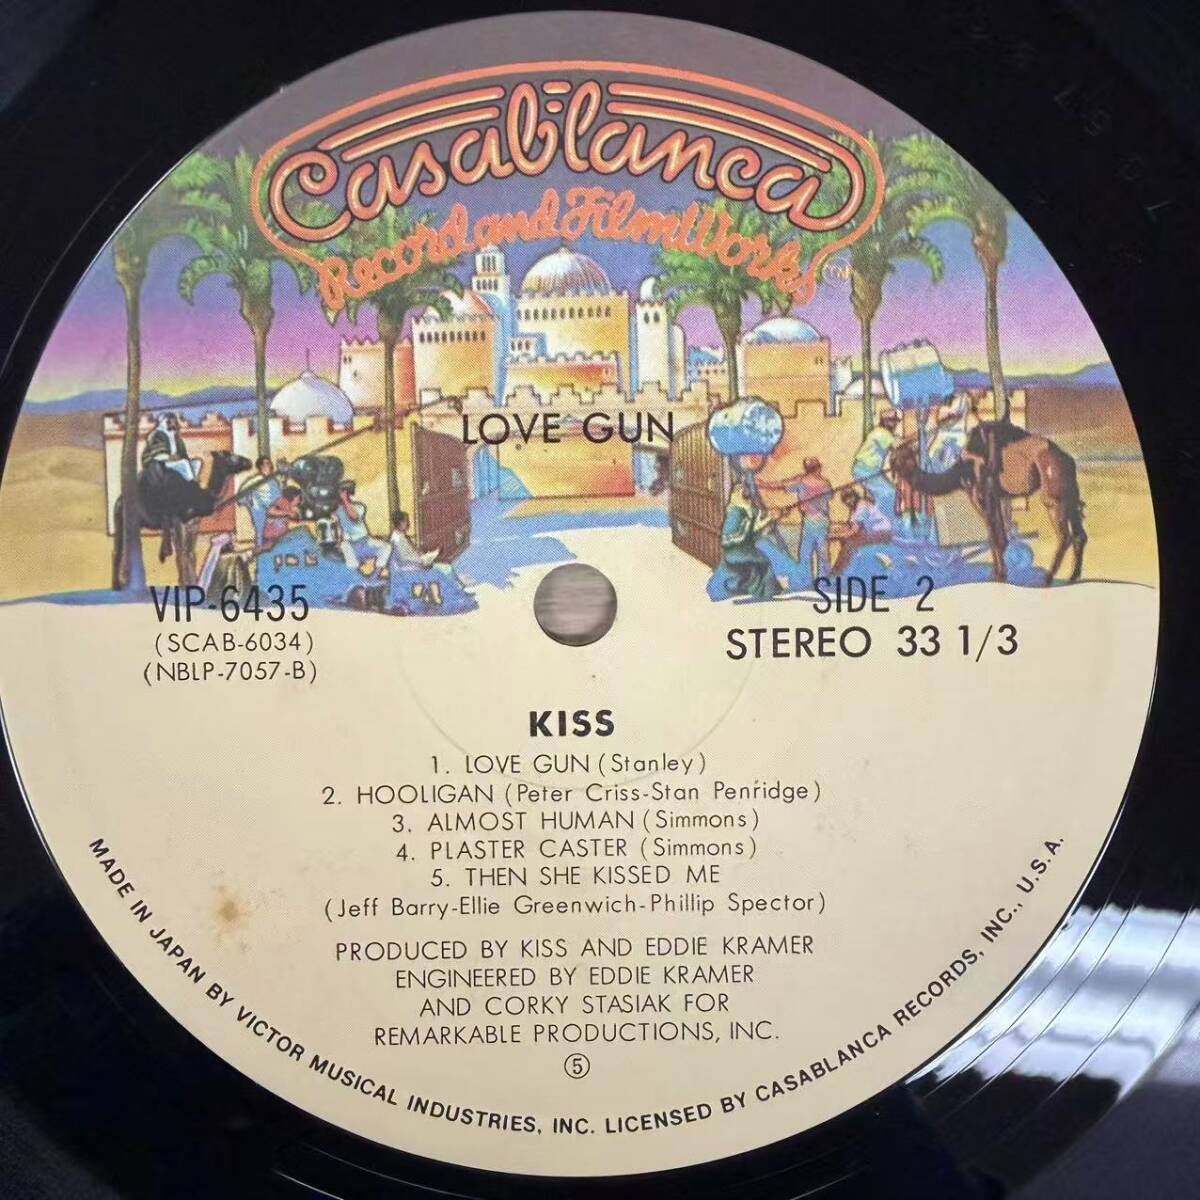 Casablanca
Record and FilmWorks
TM
LOVE GUN
VIP-6435
(SCAB-6034)
(NBLP-7057-B)
SIDE 2
STEREO 33 1/3
KISS
1. LOVE GUN (Stanley)
2. HOOLIGAN (Peter Criss-Stan Penridge)
3. ALMOST HUMAN (Simmons)
4. PLASTER CASTER (Simmons)
5. THEN SHE KISSED ME
(Jeff Barry-Ellie Greenwich-Phillip Spector)
PRODUCED BY KISS AND EDDIE KRAMER
ENGINEERED BY EDDIE KRAMER
AND CORKY STASIAK FOR
REMARKABLE PRODUCTIONS, INC.
⑤
MADE IN JAPAN BY VICTOR MUSICAL INDUSTRIES, INC. LICENSED BY CASABLANCA RECORDS, INC., U.S.A.